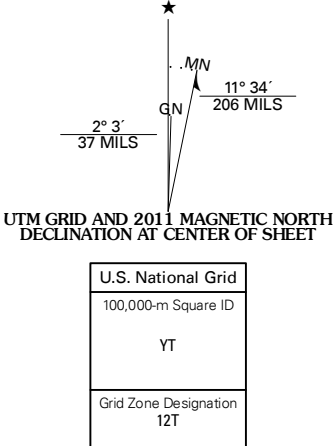 ★
MN
GN
11° 34´
206 MILS
2° 3´
37 MILS
UTM GRID AND 2011 MAGNETIC NORTH
DECLINATION AT CENTER OF SHEET
U.S. National Grid
100,000-m Square ID
YT
Grid Zone Designation
12T